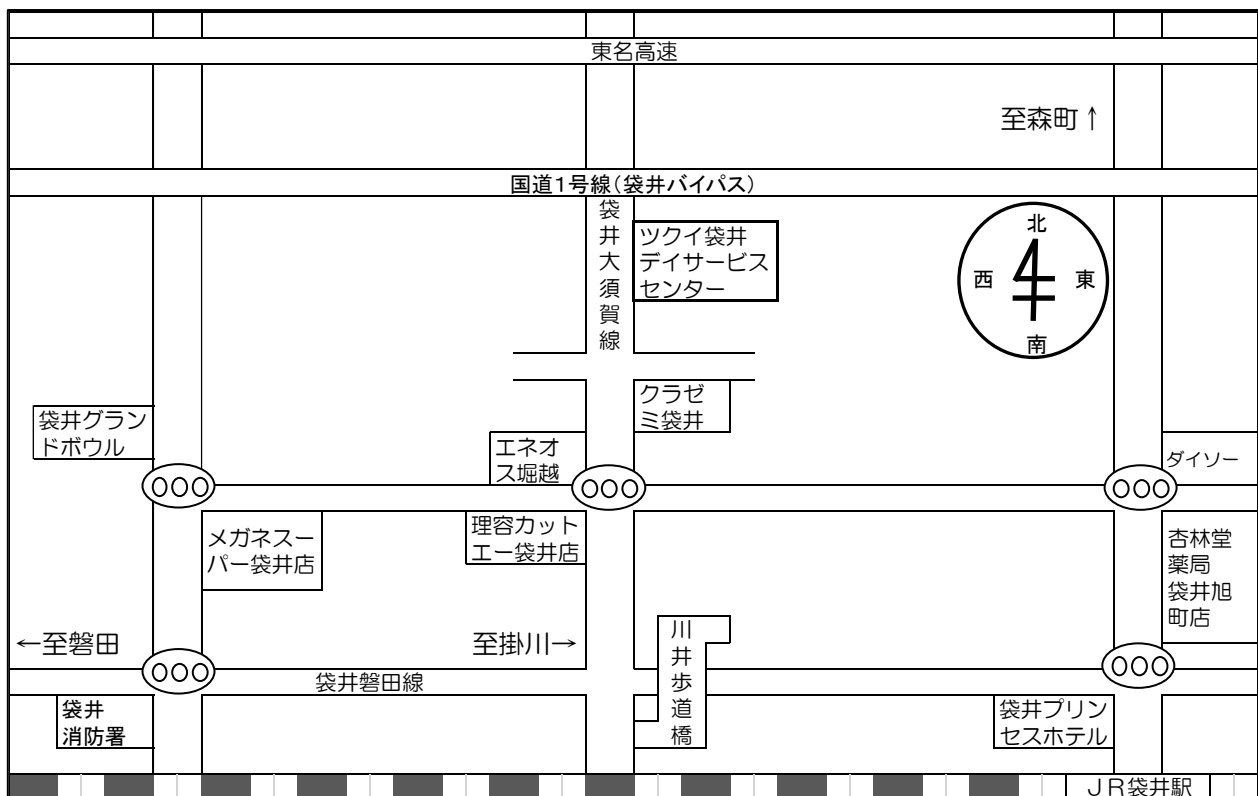 東名高速
至森町↑
国道1号線(袋井バイパス)
袋井大須賀線
ツクイ袋井
デイサービス
センター
北
西
東
南
クラゼ
ミ袋井
袋井グラン
ドボウル
エネオ
ス堀越
ダイソー
メガネスー
パー袋井店
理容カット
エー袋井店
杏林堂
薬局
袋井旭
町店
←至磐田
至掛川→
川井歩道橋
袋井磐田線
袋井
消防署
袋井プリン
セスホテル
JR袋井駅